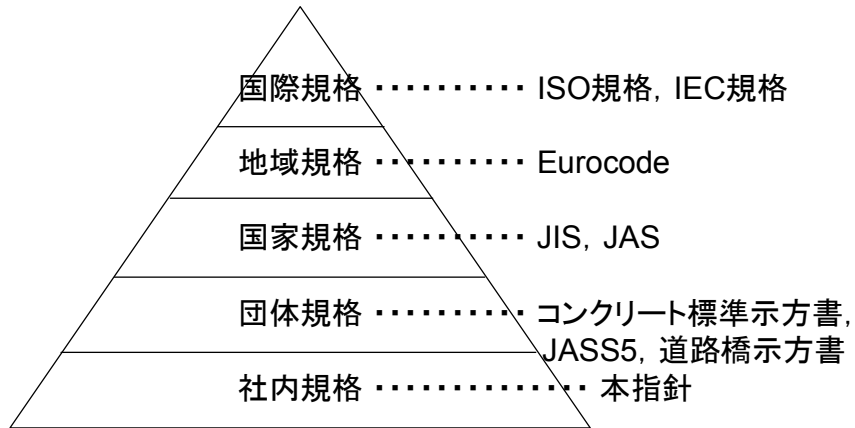 国際規格 ・・・・・・・・・・ ISO規格，IEC規格
地域規格 ・・・・・・・・・・ Eurocode
国家規格 ・・・・・・・・・・ JIS，JAS
団体規格 ・・・・・・・・・・ コンクリート標準示方書，
JASS5，道路橋示方書
社内規格 ・・・・・・・・・・・・・・ 本指針